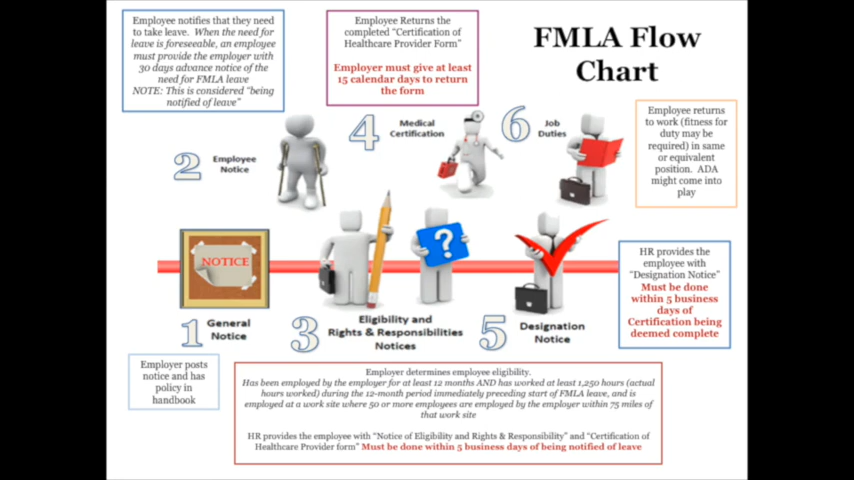 FMLA Flow
Chart
Employee notifies that they need
to take leave. When the need for
leave is foreseeable, an employee
must provide the employer with
30 days advance notice of the
need for FMLA leave
NOTE: This is considered "being
notified of leave"
Employee Returns the
completed "Certification of
Healthcare Provider Form"
Employer must give at least
15 calendar days to return
the form
2
Employee
Notice
4
Medical
Certification
6
Job
Duties
Employee returns
to work (fitness for
duty may be
required) in same
or equivalent
position. ADA
might come into
play
NOTICE
?
1
General
Notice
3
Eligibility and
Rights & Responsibilities
Notices
5
Designation
Notice
HR provides the
employee with
"Designation Notice"
Must be done
within 5 business
days of
Certification being
deemed complete
Employer posts
notice and has
policy in
handbook
Employer determines employee eligibility.
Has been employed by the employer for at least 12 months AND has worked at least 1,250 hours (actual
hours worked) during the 12-month period immediately preceding start of FMLA leave, and is
employed at a work site where 50 or more employees are employed by the employer within 75 miles of
that work site
HR provides the employee with "Notice of Eligibility and Rights & Responsibility" and "Certification of
Healthcare Provider form" Must be done within 5 business days of being notified of leave